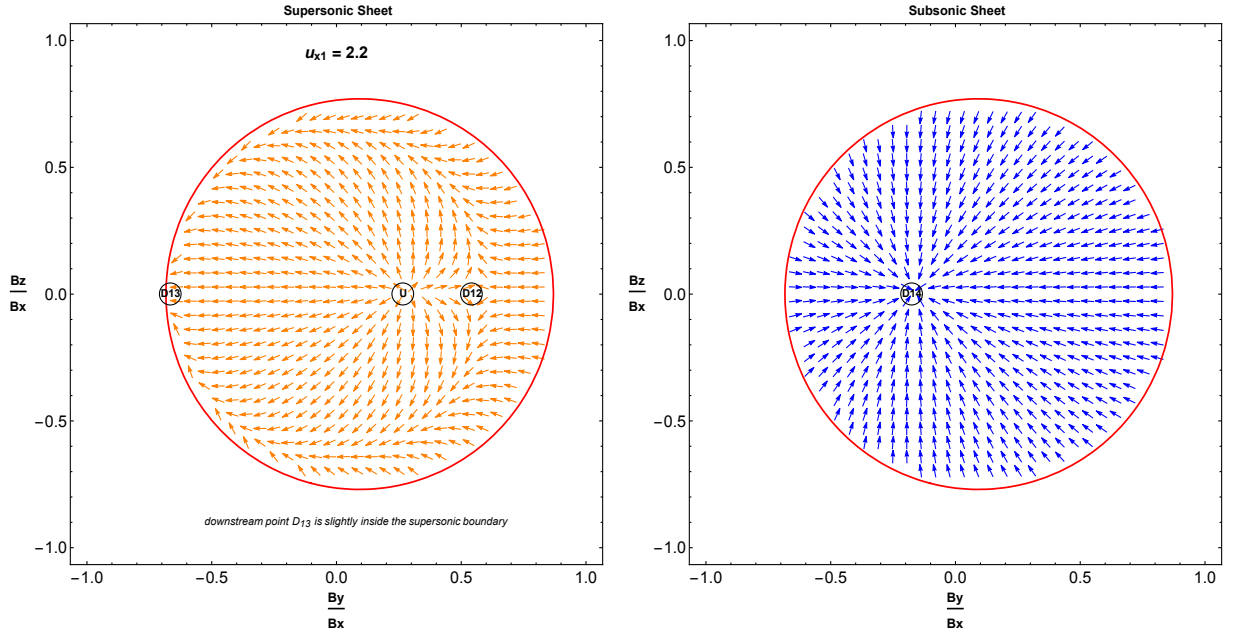 Supersonic Sheet
Subsonic Sheet
u_x1 = 2.2
1.0
0.5
0.0
−0.5
−1.0
Bz
Bx
D13
U
D12
downstream point D_13 is slightly inside the supersonic boundary
−1.0
−0.5
0.0
0.5
1.0
By
Bx
1.0
0.5
0.0
−0.5
−1.0
Bz
Bx
D14
−1.0
−0.5
0.0
0.5
1.0
By
Bx